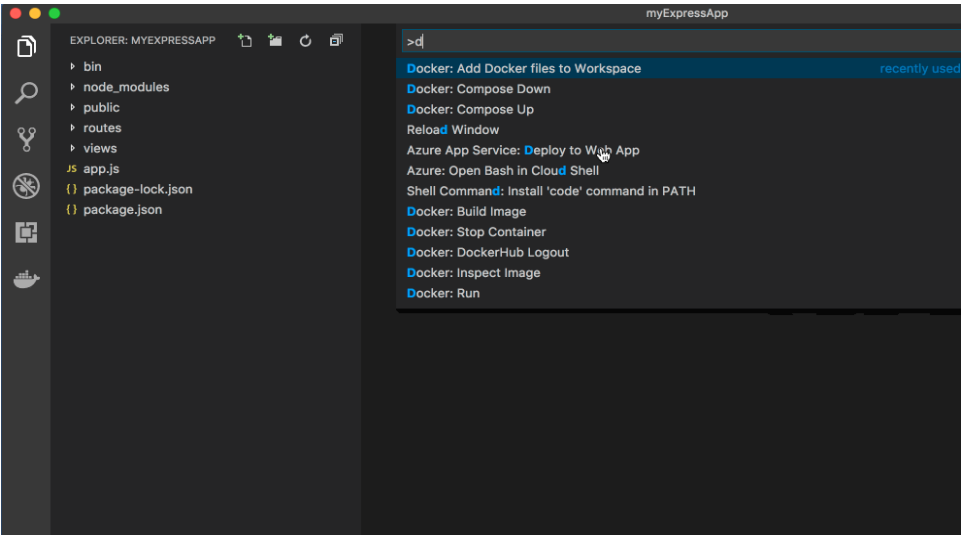 myExpressApp
EXPLORER: MYEXPRESSAPP
bin
node_modules
public
routes
views
JS app.js
{} package-lock.json
{} package.json
>d
Docker: Add Docker files to Workspace recently used
Docker: Compose Down
Docker: Compose Up
Reload Window
Azure App Service: Deploy to Web App
Azure: Open Bash in Cloud Shell
Shell Command: Install 'code' command in PATH
Docker: Build Image
Docker: Stop Container
Docker: DockerHub Logout
Docker: Inspect Image
Docker: Run